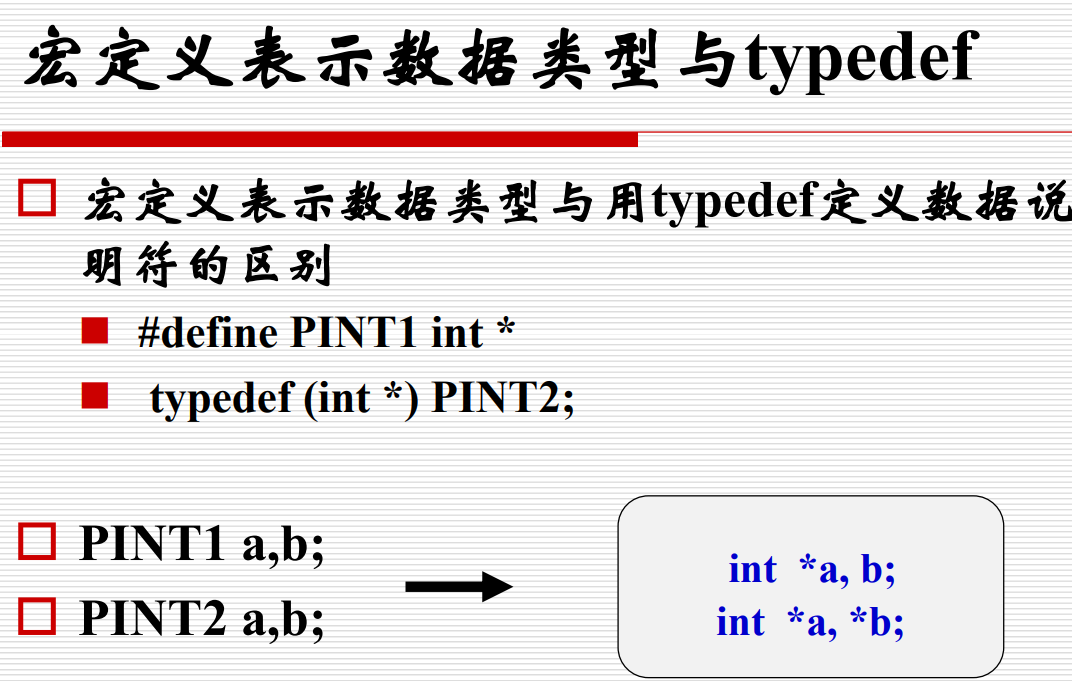 宏定义表示数据类型与typedef
宏定义表示数据类型与用typedef定义数据说
明符的区别
#define PINT1 int *
typedef (int *) PINT2;
PINT1 a,b;
PINT2 a,b;
int *a, b;
int *a, *b;